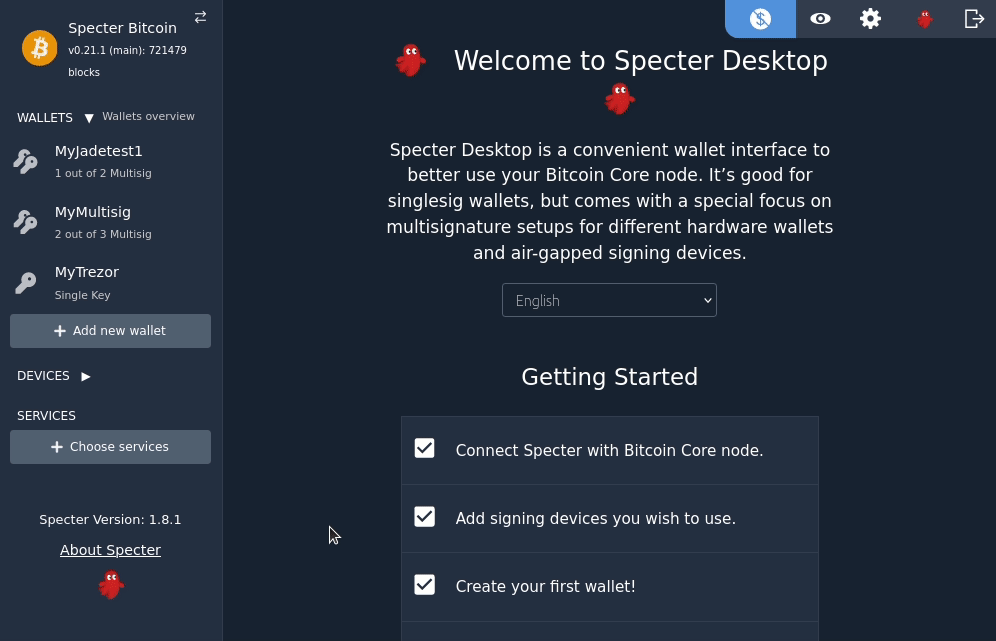 Specter Bitcoin
v0.21.1 (main): 721479
blocks
WALLETS ▼ Wallets overview
MyJadetest1
1 out of 2 Multisig
MyMultisig
2 out of 3 Multisig
MyTrezor
Single Key
+ Add new wallet
DEVICES ▶
SERVICES
+ Choose services
Specter Version: 1.8.1
About Specter
Welcome to Specter Desktop
Specter Desktop is a convenient wallet interface to
better use your Bitcoin Core node. It’s good for
singlesig wallets, but comes with a special focus on
multisignature setups for different hardware wallets
and air-gapped signing devices.
English
Getting Started
Connect Specter with Bitcoin Core node.
Add signing devices you wish to use.
Create your first wallet!